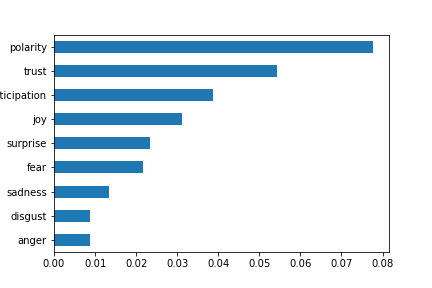 polarity
trust
ticipation
joy
surprise
fear
sadness
disgust
anger
0.00 0.01 0.02 0.03 0.04 0.05 0.06 0.07 0.08